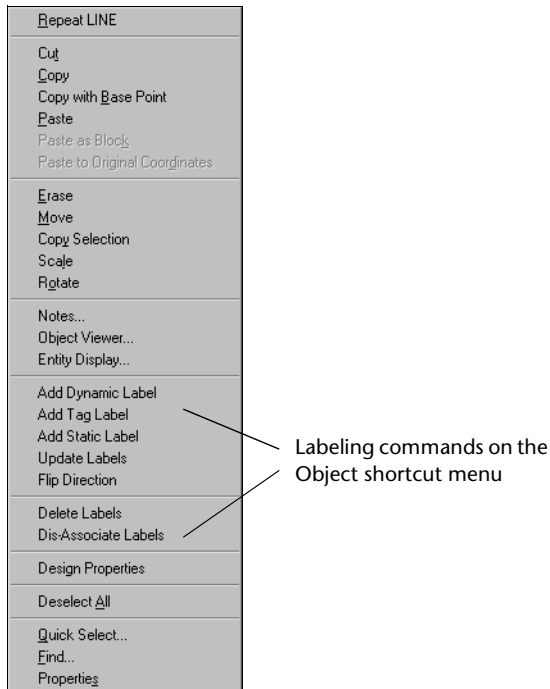 Repeat LINE
Cut
Copy
Copy with Base Point
Paste
Paste as Block
Paste to Original Coordinates
Erase
Move
Copy Selection
Scale
Rotate
Notes...
Object Viewer...
Entity Display...
Add Dynamic Label
Add Tag Label
Add Static Label
Update Labels
Flip Direction
Delete Labels
Dis-Associate Labels
Design Properties
Deselect All
Quick Select...
Find...
Properties
Labeling commands on the
Object shortcut menu